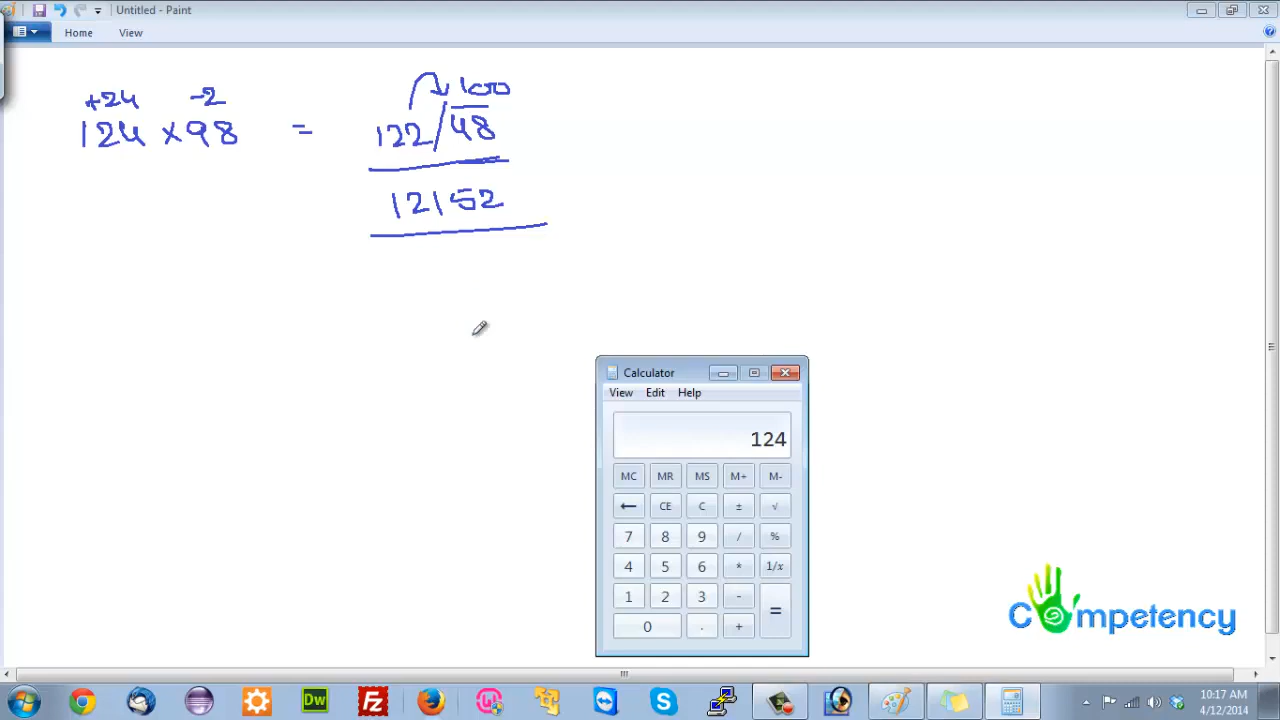 Untitled - Paint
Home View
+24 -2 100
124 × 98 = 122/48
12152
Calculator
View Edit Help
124
MC MR MS M+ M-
← CE C ± √
7 8 9 / %
4 5 6 * 1/x
1 2 3 - =
0 . +
Competency
Dw
Fz
10:17 AM
4/12/2014